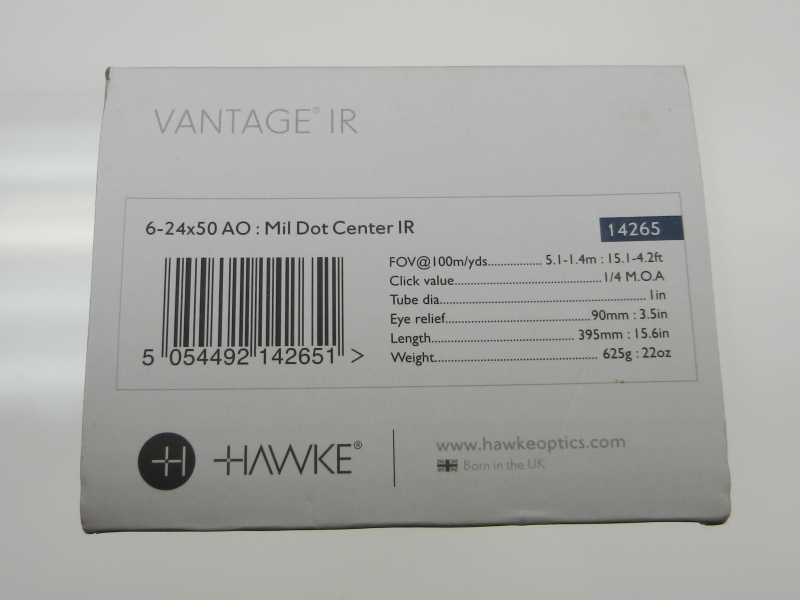 VANTAGE® IR
6-24x50 AO : Mil Dot Center IR
14265
FOV@100m/yds................ 5.1-1.4m : 15.1-4.2ft
Click value............................................ 1/4 M.O.A
Tube dia............................................................ 1in
Eye relief.......................................... 90mm : 3.5in
Length......................................... 395mm : 15.6in
Weight.............................................. 625g : 22oz
5 054492 142651 >
H HAWKE®
www.hawkeoptics.com
Born in the UK